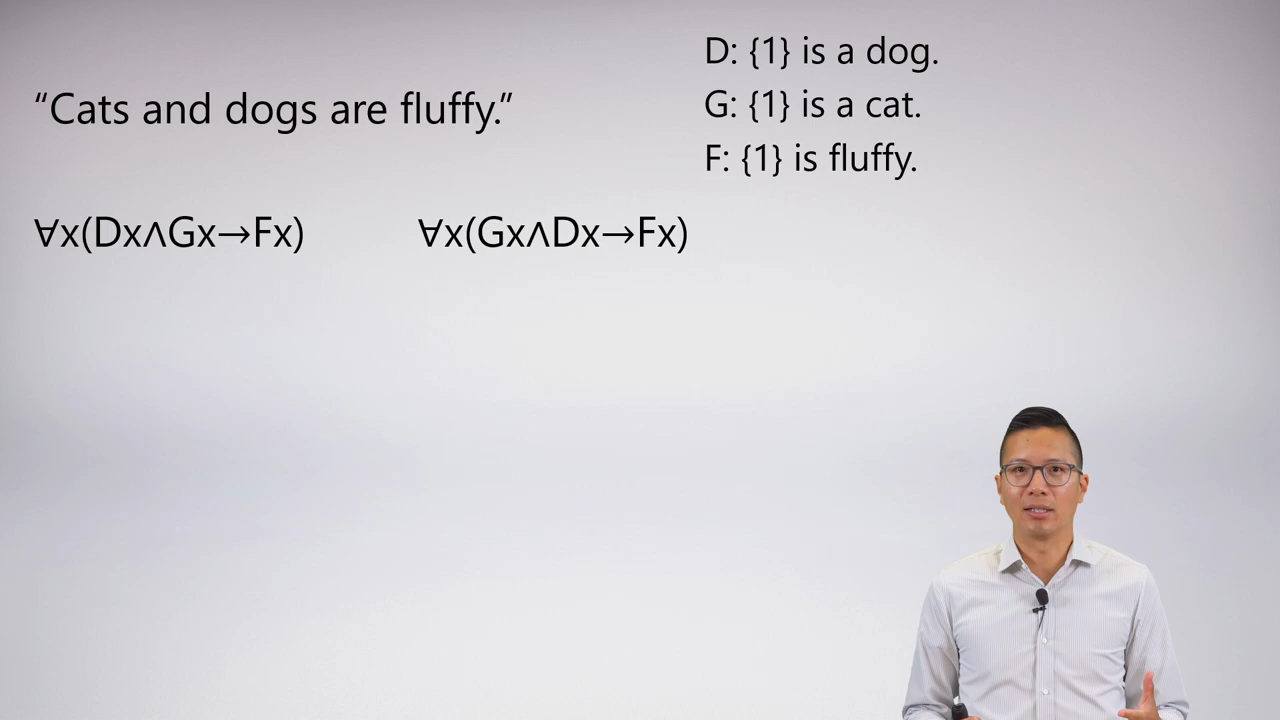 “Cats and dogs are fluffy.”
D: {1} is a dog.
G: {1} is a cat.
F: {1} is fluffy.
∀x(Dx∧Gx→Fx)
∀x(Gx∧Dx→Fx)